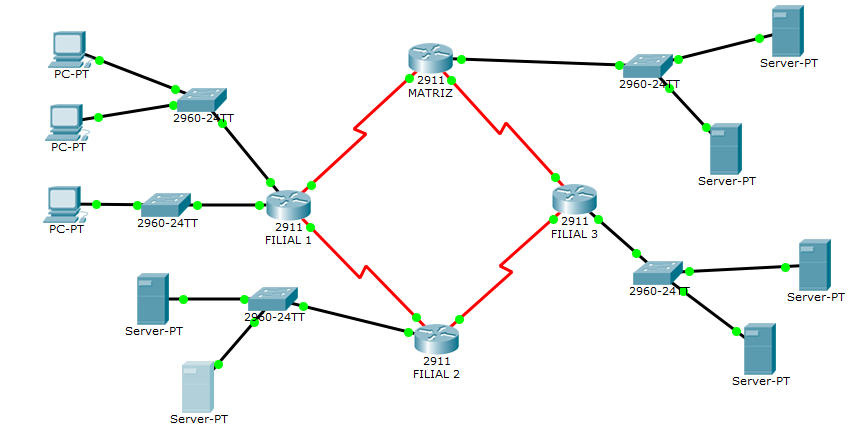 PC-PT
2960-24TT
PC-PT
2960-24TT
PC-PT
2911
MATRIZ
2960-24TT
Server-PT
Server-PT
2911
FILIAL 1
2911
FILIAL 3
2960-24TT
Server-PT
Server-PT
2960-24TT
Server-PT
Server-PT
2911
FILIAL 2